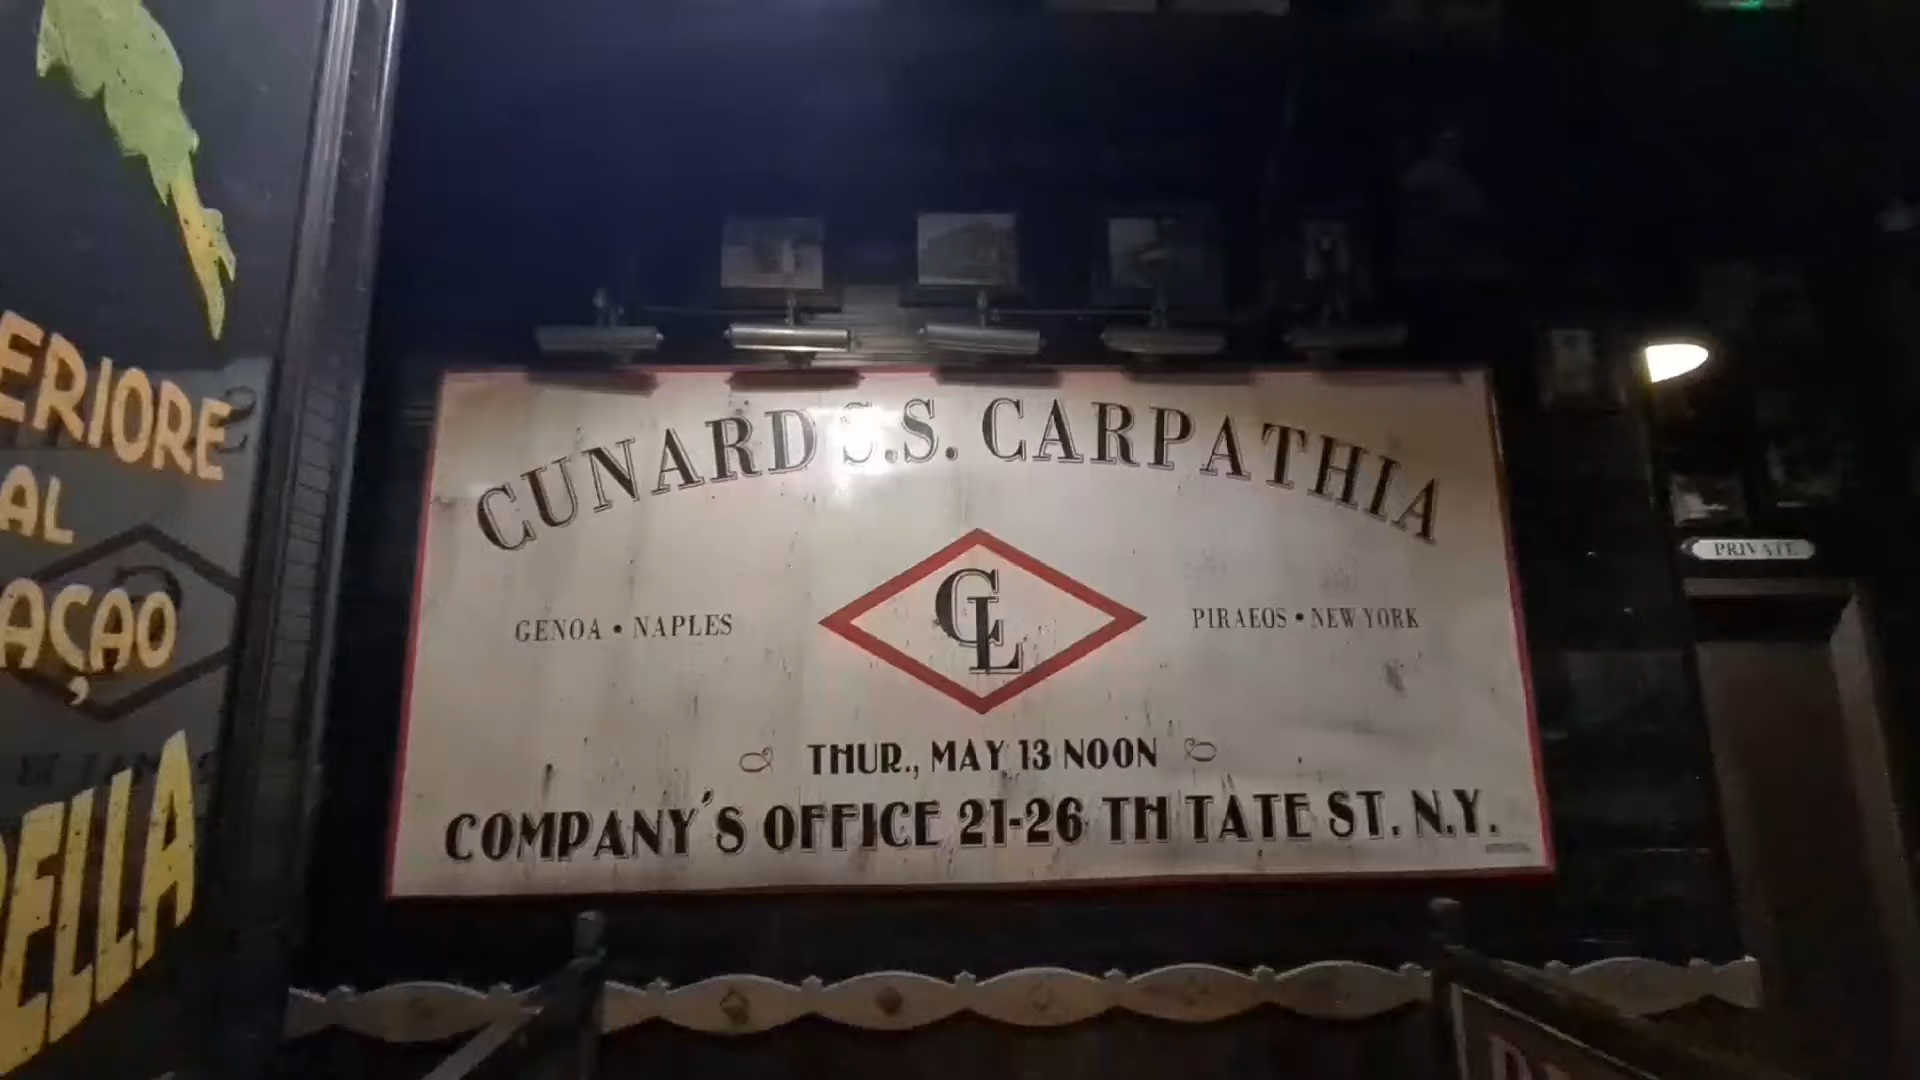 CUNARD S.S. CARPATHIA
GENOA • NAPLES
CL
PIRAEOS • NEW YORK
THUR., MAY 13 NOON
COMPANY'S OFFICE 21-26 TH TATE ST. N.Y.
PRIVATE
ERIORE
AL
AÇAO
ELLA